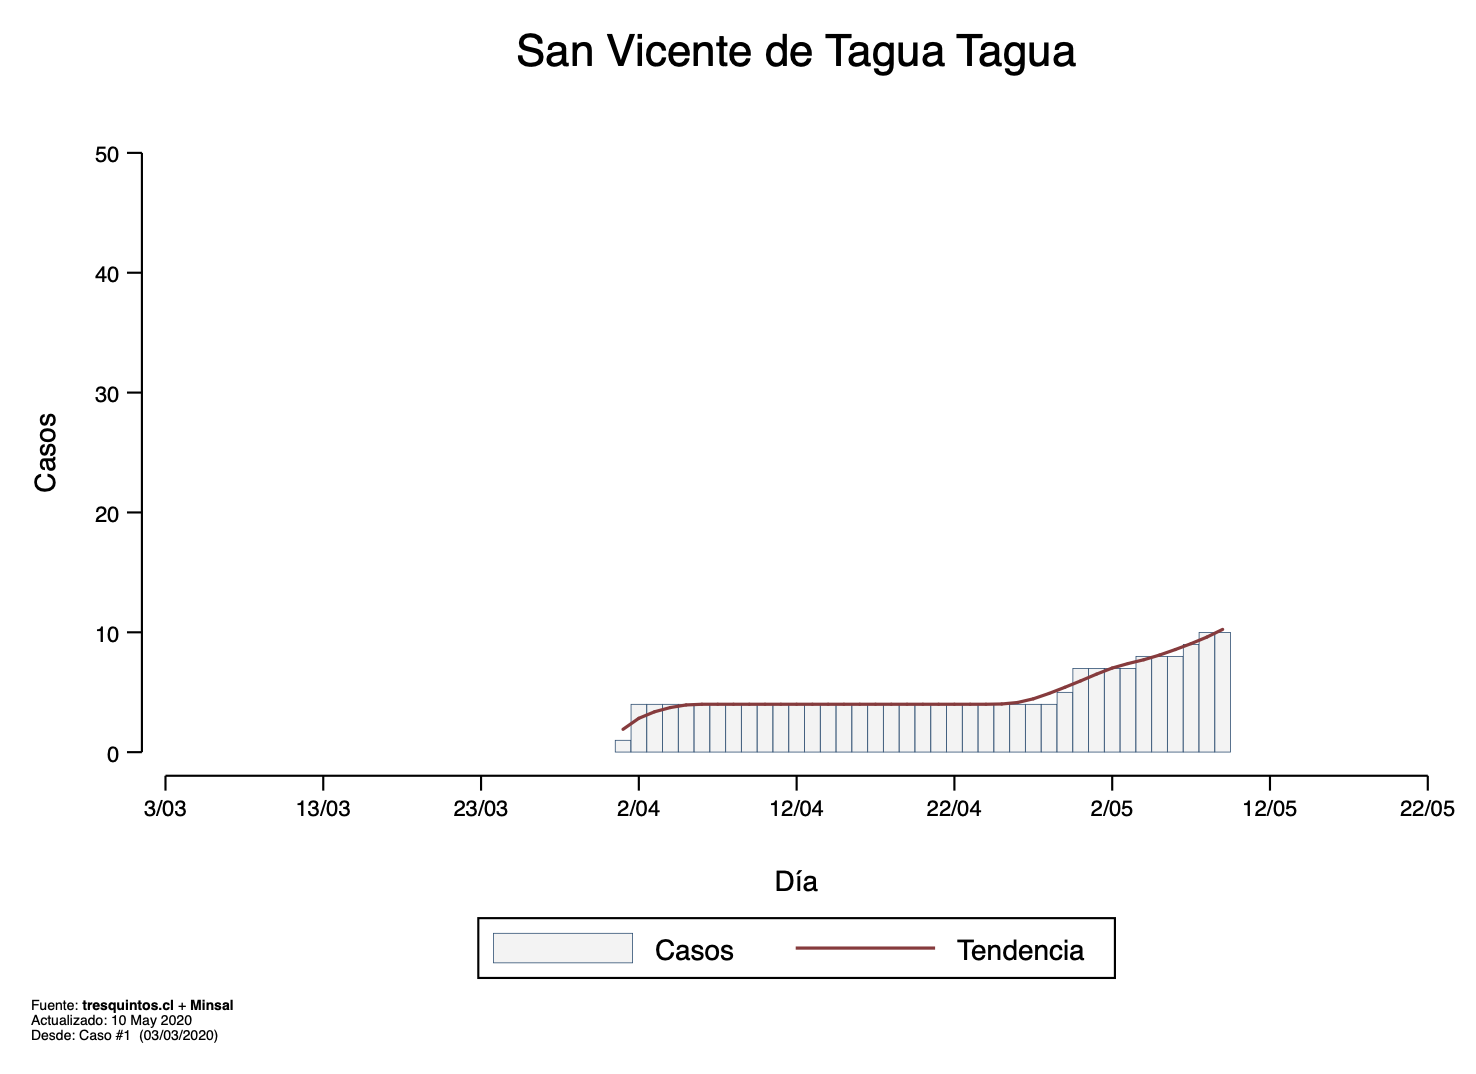 San Vicente de Tagua Tagua
50
40
30
20
10
0
Casos
3/03 13/03 23/03 2/04 12/04 22/04 2/05 12/05 22/05
Día
Casos Tendencia
Fuente: tresquintos.cl + Minsal
Actualizado: 10 May 2020
Desde: Caso #1 (03/03/2020)